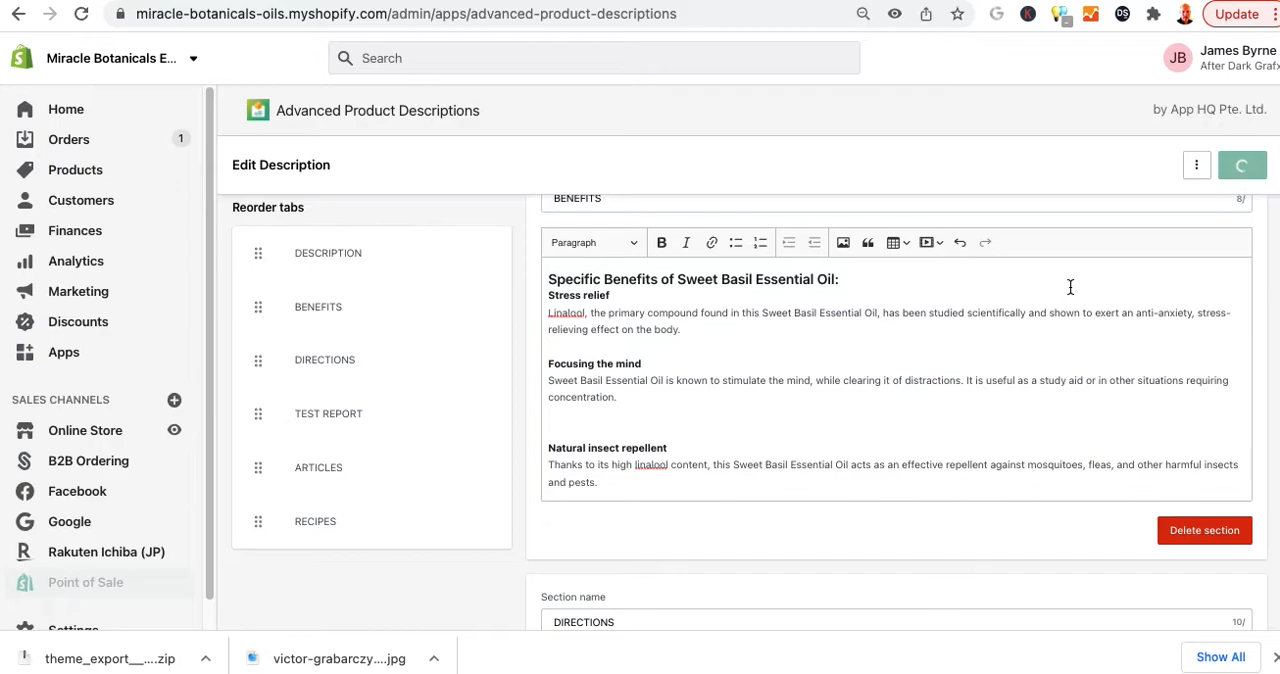 miracle-botanicals-oils.myshopify.com/admin/apps/advanced-product-descriptions
DS
Update
Miracle Botanicals E...
Search
JB
James Byrne
After Dark Grafx
Home
Orders
1
Products
Customers
Finances
Analytics
Marketing
Discounts
Apps
SALES CHANNELS
Online Store
B2B Ordering
Facebook
Google
Rakuten Ichiba (JP)
Point of Sale
Settings
Advanced Product Descriptions
by App HQ Pte. Ltd.
Edit Description
Reorder tabs
DESCRIPTION
BENEFITS
DIRECTIONS
TEST REPORT
ARTICLES
RECIPES
BENEFITS
8/
Paragraph
Specific Benefits of Sweet Basil Essential Oil:
Stress relief
Linalool, the primary compound found in this Sweet Basil Essential Oil, has been studied scientifically and shown to exert an anti-anxiety, stress-
relieving effect on the body.
Focusing the mind
Sweet Basil Essential Oil is known to stimulate the mind, while clearing it of distractions. It is useful as a study aid or in other situations requiring
concentration.
Natural insect repellent
Thanks to its high linalool content, this Sweet Basil Essential Oil acts as an effective repellent against mosquitoes, fleas, and other harmful insects
and pests.
Delete section
Section name
DIRECTIONS
10/
theme_export__....zip
victor-grabarczy....jpg
Show All